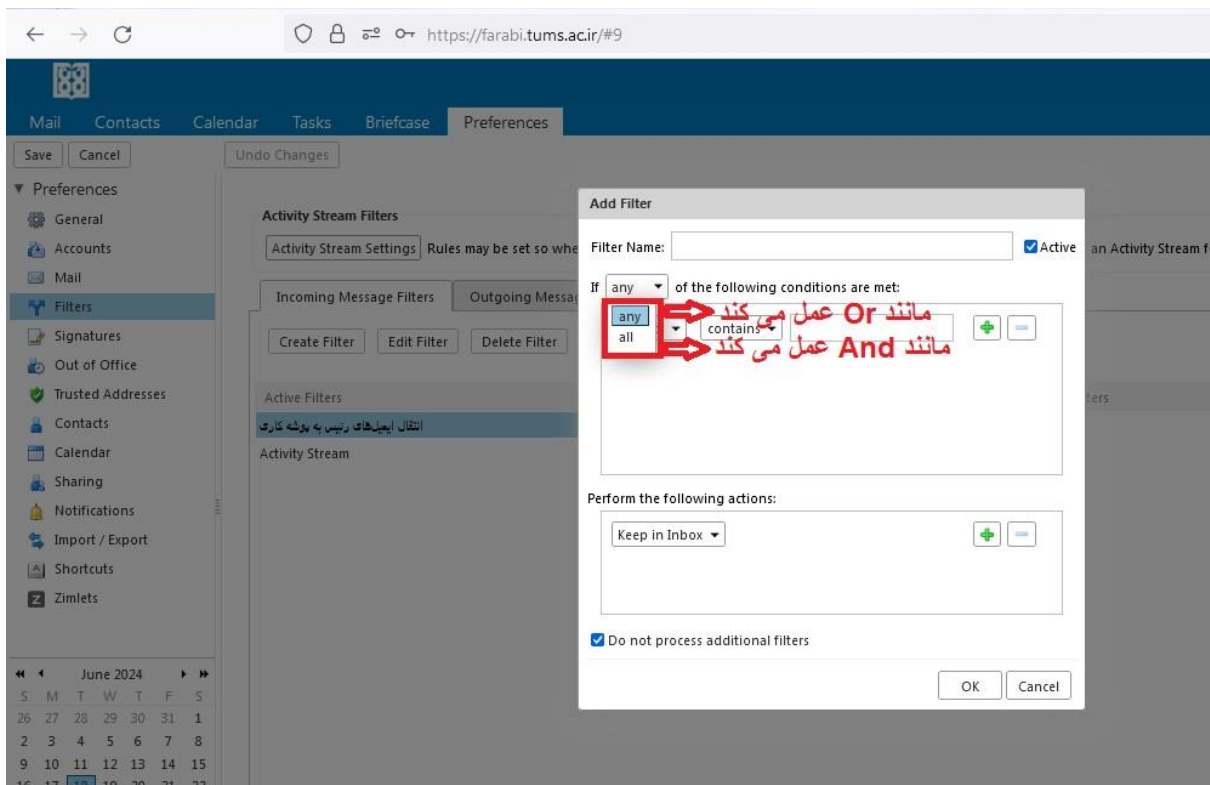 https://farabi.tums.ac.ir/#9
Mail Contacts Calendar Tasks Briefcase Preferences
Save Cancel Undo Changes
Preferences
General
Accounts
Mail
Filters
Signatures
Out of Office
Trusted Addresses
Contacts
Calendar
Sharing
Notifications
Import / Export
Shortcuts
Zimlets
June 2024
S M T W T F S
26 27 28 29 30 31 1
2 3 4 5 6 7 8
9 10 11 12 13 14 15
Activity Stream Filters
Activity Stream Settings Rules may be set so whe
an Activity Stream f
Incoming Message Filters Outgoing Messa
Create Filter Edit Filter Delete Filter
Active Filters
انتقال ایمیل‌های رئیس به پوشه کاری
Activity Stream
Add Filter
Filter Name: Active
If any of the following conditions are met:
any مانند Or عمل می کند
contains
all مانند And عمل می کند
Perform the following actions:
Keep in Inbox
Do not process additional filters
OK Cancel